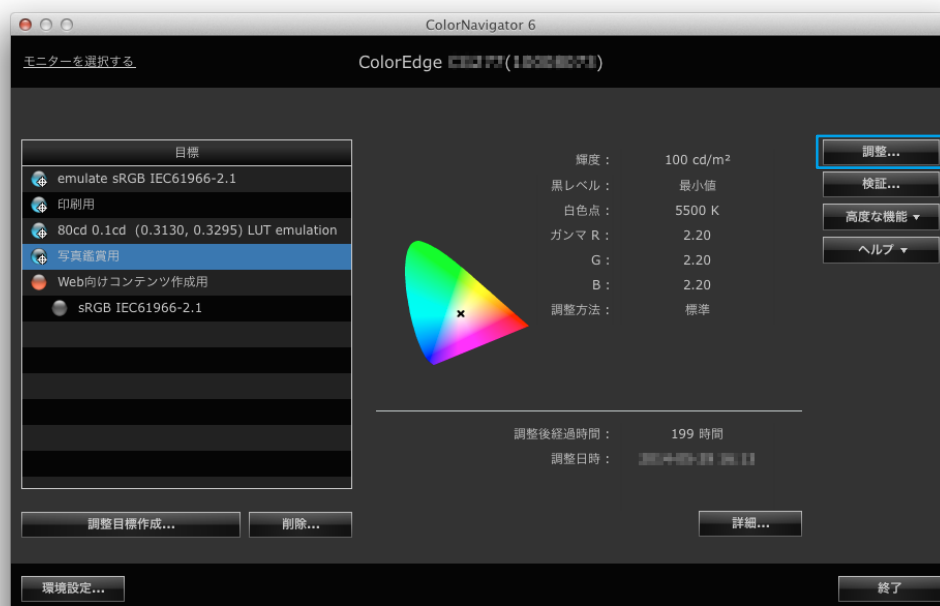 ColorNavigator 6
モニターを選択する
ColorEdge
目標
emulate sRGB IEC61966-2.1
印刷用
80cd 0.1cd (0.3130, 0.3295) LUT emulation
写真鑑賞用
Web向けコンテンツ作成用
sRGB IEC61966-2.1
輝度： 100 cd/m²
黒レベル： 最小値
白色点： 5500 K
ガンマ R： 2.20
G： 2.20
B： 2.20
調整方法： 標準
調整後経過時間： 199 時間
調整日時：
調整...
検証...
高度な機能 ▼
ヘルプ ▼
調整目標作成...
削除...
詳細...
環境設定...
終了